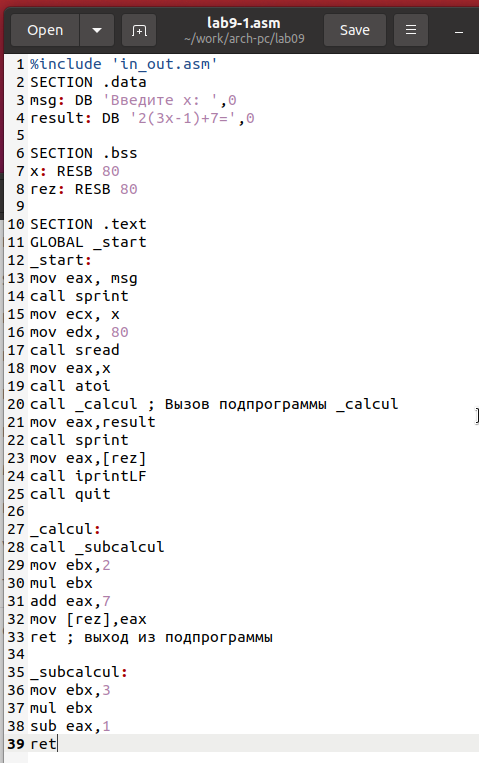 Open
lab9-1.asm
~/work/arch-pc/lab09
Save
1 %include 'in_out.asm'
2 SECTION .data
3 msg: DB 'Введите x: ',0
4 result: DB '2(3x-1)+7=',0
5
6 SECTION .bss
7 x: RESB 80
8 rez: RESB 80
9
10 SECTION .text
11 GLOBAL _start
12 _start:
13 mov eax, msg
14 call sprint
15 mov ecx, x
16 mov edx, 80
17 call sread
18 mov eax,x
19 call atoi
20 call _calcul ; Вызов подпрограммы _calcul
21 mov eax,result
22 call sprint
23 mov eax,[rez]
24 call iprintLF
25 call quit
26
27 _calcul:
28 call _subcalcul
29 mov ebx,2
30 mul ebx
31 add eax,7
32 mov [rez],eax
33 ret ; выход из подпрограммы
34
35 _subcalcul:
36 mov ebx,3
37 mul ebx
38 sub eax,1
39 ret